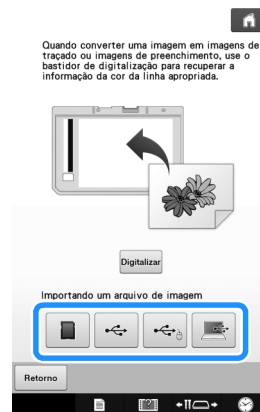 Quando converter uma imagem em imagens de
traçado ou imagens de preenchimento, use o
bastidor de digitalização para recuperar a
informação da cor da linha apropriada.
Digitalizar
Importando um arquivo de imagem
Retorno